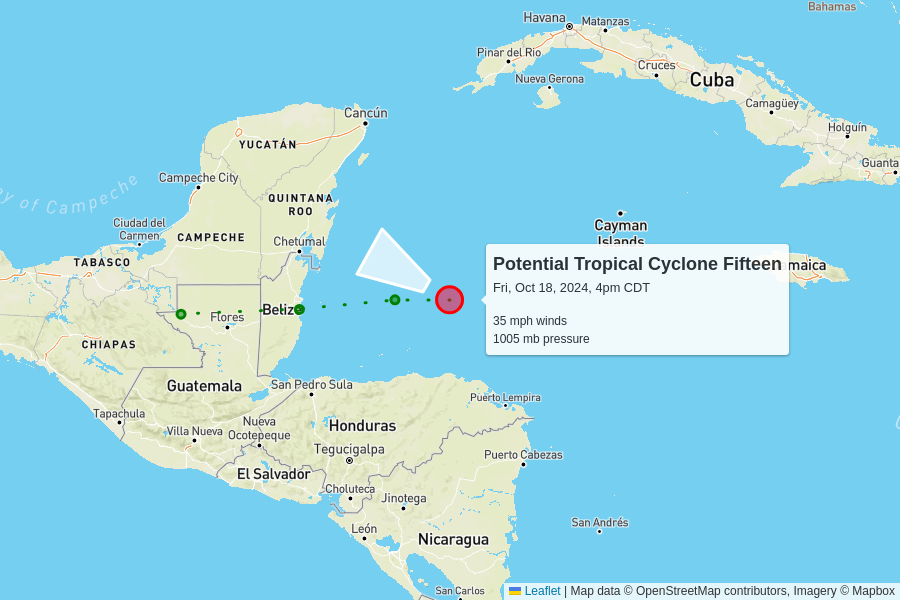 Bahamas
Havana
Matanzas
Pinar del Rio
Cruces
Nueva Gerona
Cuba
Camagüey
Cancún
Holguín
YUCATÁN
Guanta
Campeche City
ey of Campeche
QUINTANA
ROO
Ciudad del
Carmen
CAMPECHE
Chetumal
Cayman
Islands
TABASCO
Potential Tropical Cyclone Fifteen
maica
Fri, Oct 18, 2024, 4pm CDT
35 mph winds
1005 mb pressure
Beliz
Flores
CHIAPAS
Guatemala
San Pedro Sula
Puerto Lempira
Tapachula
Villa Nueva
Nueva
Ocotepeque
Honduras
Tegucigalpa
Puerto Cabezas
El Salvador
Choluteca
Jinotega
León
Nicaragua
San Andrés
San Carlos
Leaflet | Map data © OpenStreetMap contributors, Imagery © Mapbox